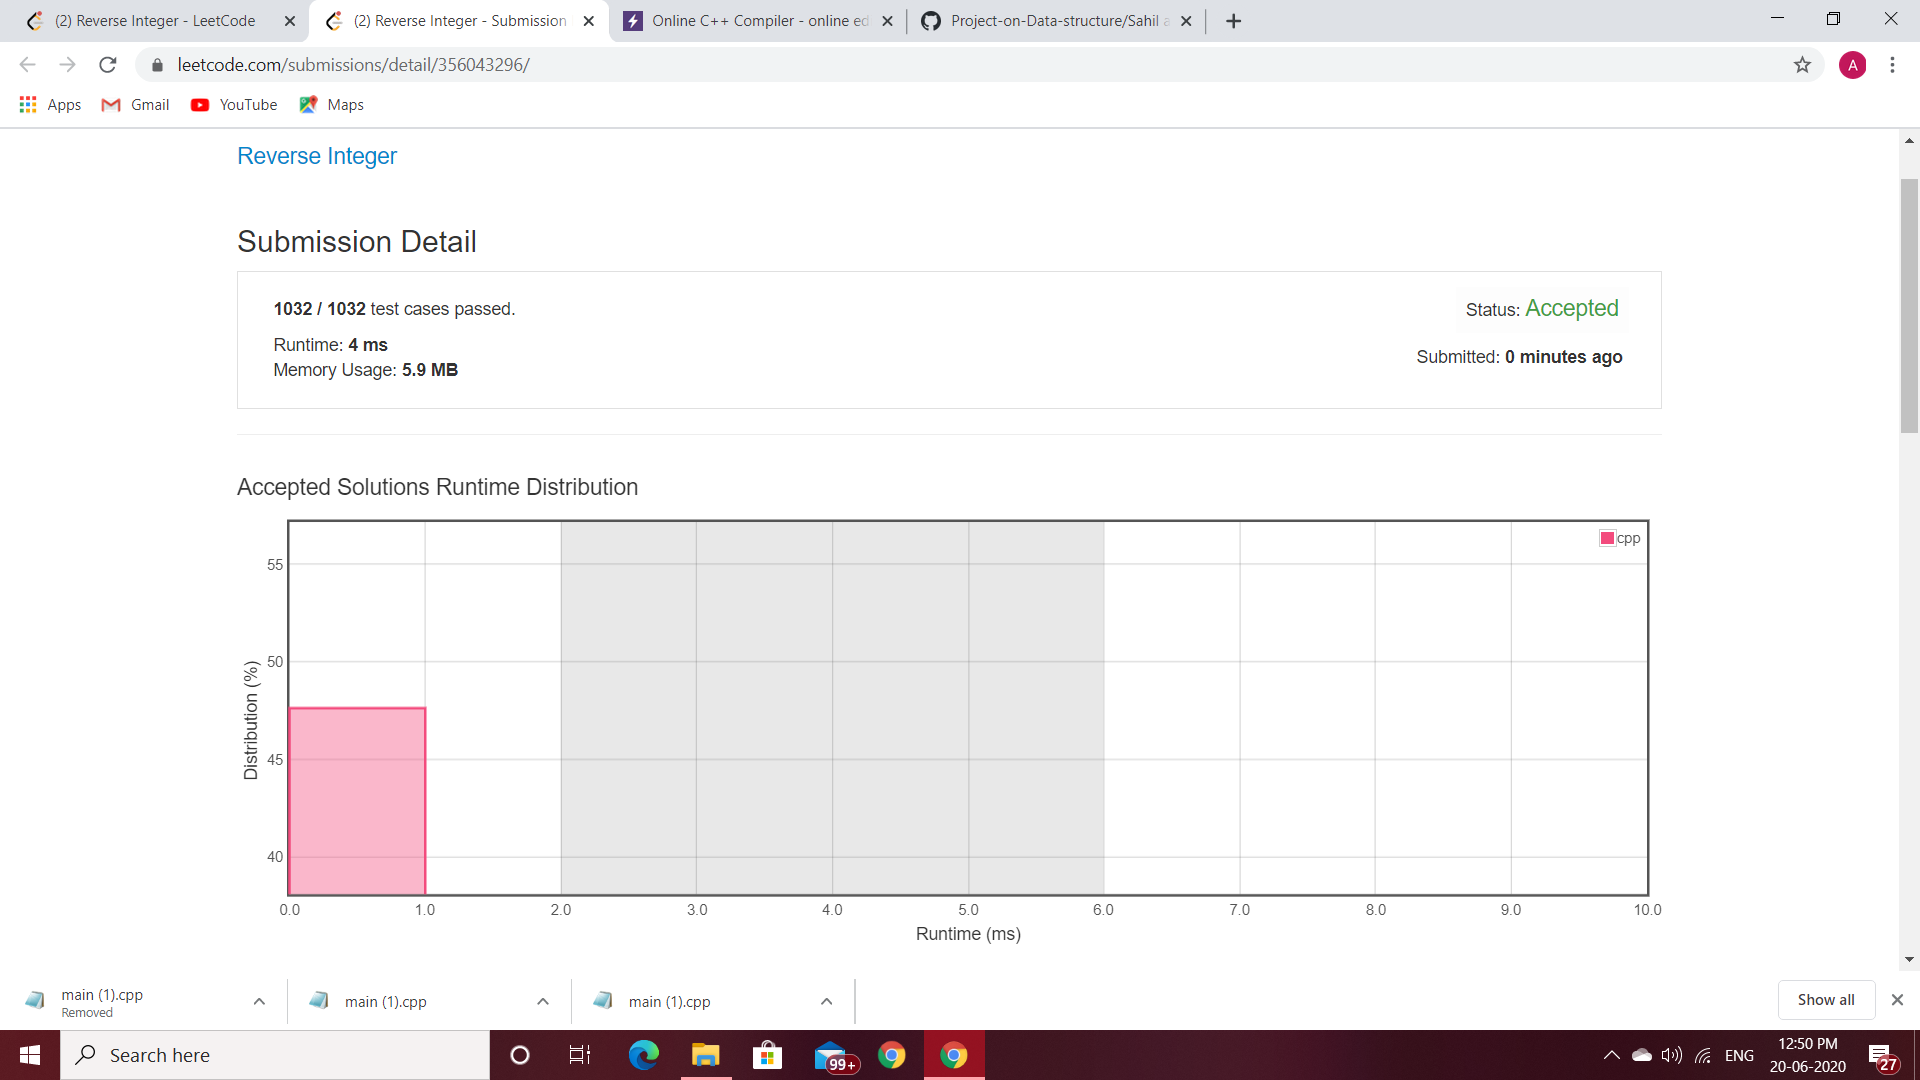 (2) Reverse Integer - LeetCode
(2) Reverse Integer - Submission
Online C++ Compiler - online ed
Project-on-Data-structure/Sahil a
leetcode.com/submissions/detail/356043296/
A
Apps Gmail YouTube Maps
Reverse Integer
Submission Detail
1032 / 1032 test cases passed.
Status: Accepted
Runtime: 4 ms
Submitted: 0 minutes ago
Memory Usage: 5.9 MB
Accepted Solutions Runtime Distribution
cpp
55
50
45
40
Distribution (%)
0.0 1.0 2.0 3.0 4.0 5.0 6.0 7.0 8.0 9.0 10.0
Runtime (ms)
main (1).cpp
Removed
main (1).cpp
main (1).cpp
Show all
Search here
99+
ENG
12:50 PM
20-06-2020
27